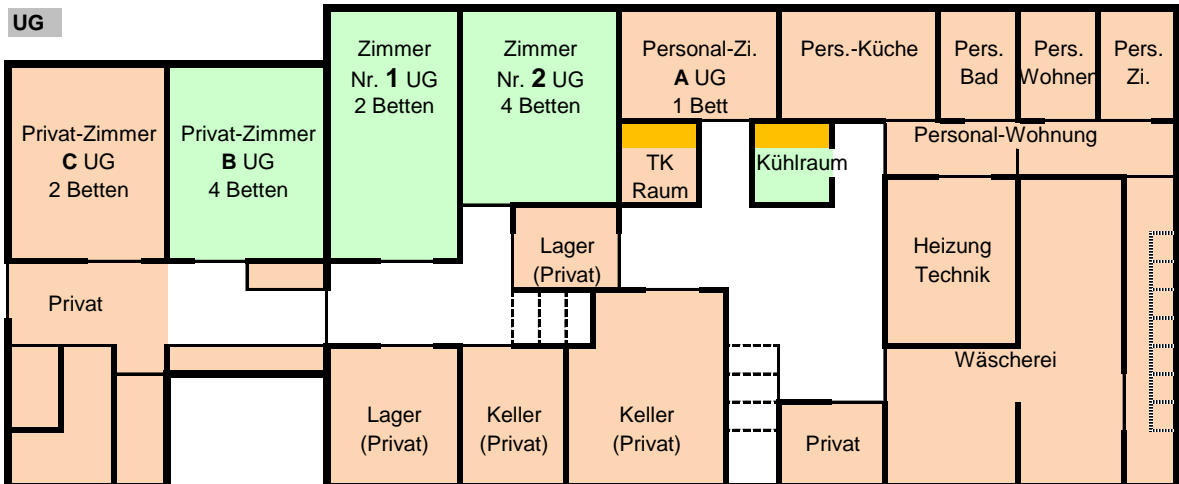 UG
Zimmer
Nr. 1 UG
2 Betten
Zimmer
Nr. 2 UG
4 Betten
Personal-Zi.
A UG
1 Bett
Pers.-Küche
Pers.
Bad
Pers.
Wohnen
Pers.
Zi.
Privat-Zimmer
C UG
2 Betten
Privat-Zimmer
B UG
4 Betten
Personal-Wohnung
TK
Raum
Kühlraum
Lager
(Privat)
Heizung
Technik
Privat
Wäscherei
Lager
(Privat)
Keller
(Privat)
Keller
(Privat)
Privat